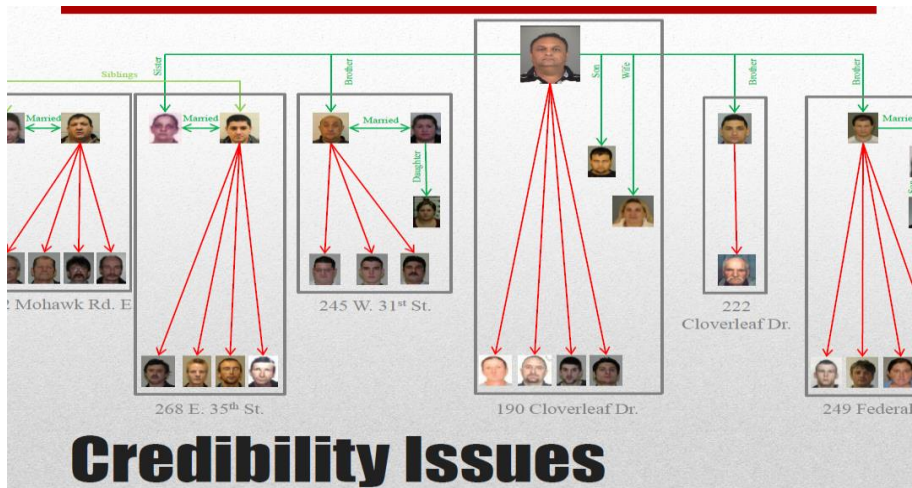 Siblings
Sister
Brother
Son
Wife
Brother
Brother
Married
Married
Married
Married
Daughter
2 Mohawk Rd. E
245 W. 31st St.
222
Cloverleaf Dr.
268 E. 35th St.
190 Cloverleaf Dr.
249 Federal
Credibility Issues